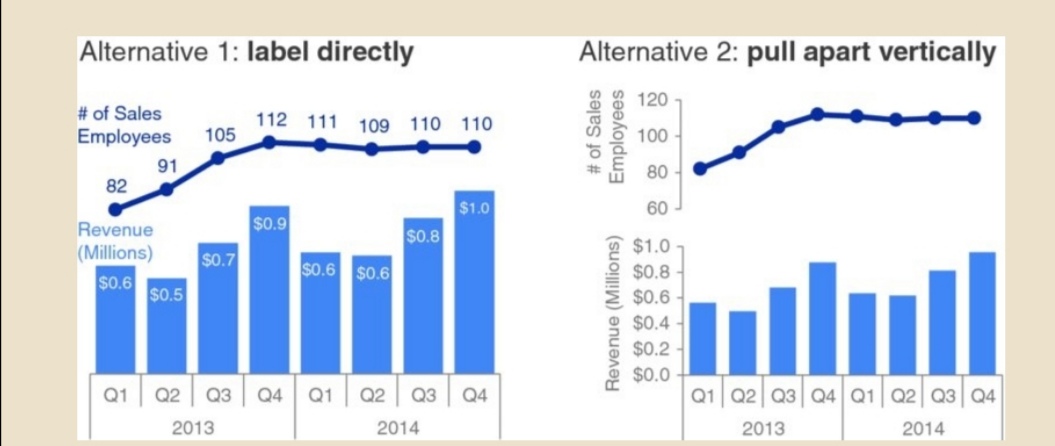 Alternative 1: label directly
# of Sales
Employees
82
91
105
112
111
109
110
110
Revenue
(Millions)
$0.6
$0.5
$0.7
$0.9
$0.6
$0.6
$0.8
$1.0
Q1 Q2 Q3 Q4 Q1 Q2 Q3 Q4
2013 2014
Alternative 2: pull apart vertically
# of Sales
Employees
120
100
80
60
Revenue (Millions)
$1.0
$0.8
$0.6
$0.4
$0.2
$0.0
Q1 Q2 Q3 Q4 Q1 Q2 Q3 Q4
2013 2014